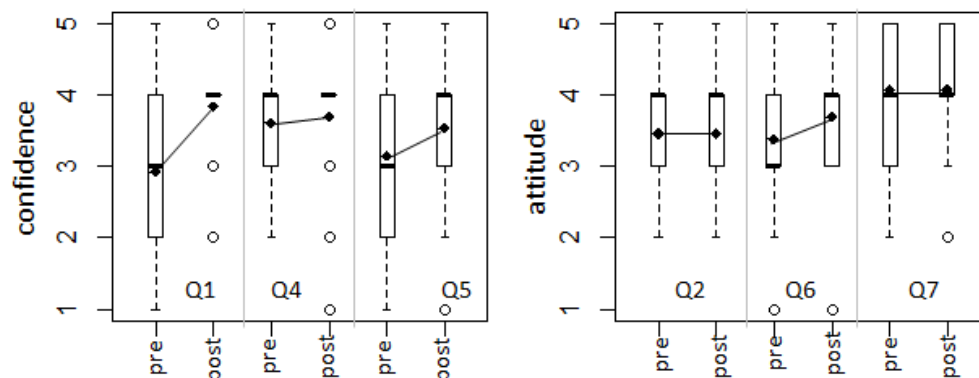 confidence
5
4
3
2
1
Q1
Q4
Q5
pre
post
pre
post
pre
post
attitude
5
4
3
2
1
Q2
Q6
Q7
pre
post
pre
post
pre
post